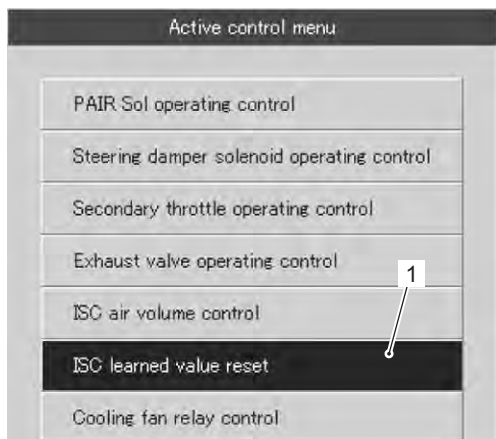 Active control menu
PAIR Sol operating control
Steering damper solenoid operating control
Secondary throttle operating control
Exhaust valve operating control
1
ISC air volume control
ISC learned value reset
Cooling fan relay control